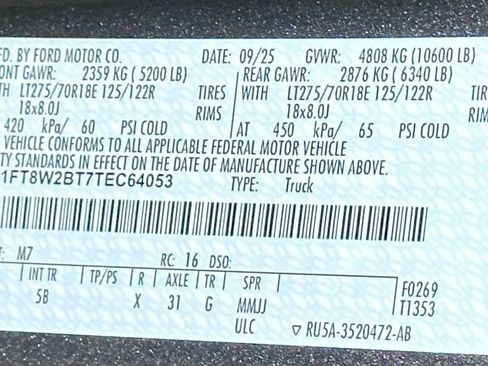 FD. BY FORD MOTOR CO. DATE: 09/25 GVWR: 4808 KG (10600 LB)
ONT GAWR: 2359 KG ( 5200 LB) REAR GAWR: 2876 KG ( 6340 LB)
ITH LT275/70R18E 125/122R TIRES WITH LT275/70R18E 125/122R TIRE
18x8.0J RIMS 18x8.0J RIMS
420 kPa/ 60 PSI COLD AT 450 kPa/ 65 PSI COLD
VEHICLE CONFORMS TO ALL APPLICABLE FEDERAL MOTOR VEHICLE
TY STANDARDS IN EFFECT ON THE DATE OF MANUFACTURE SHOWN ABOVE.
1FT8W2BT7TEC64053 TYPE: Truck
T: M7 RC: 16 DSO:
INT TR TP/PS R AXLE TR SPR F0269
5B X 31 G MMJJ T1353
ULC ▽ RU5A-3520472-AB